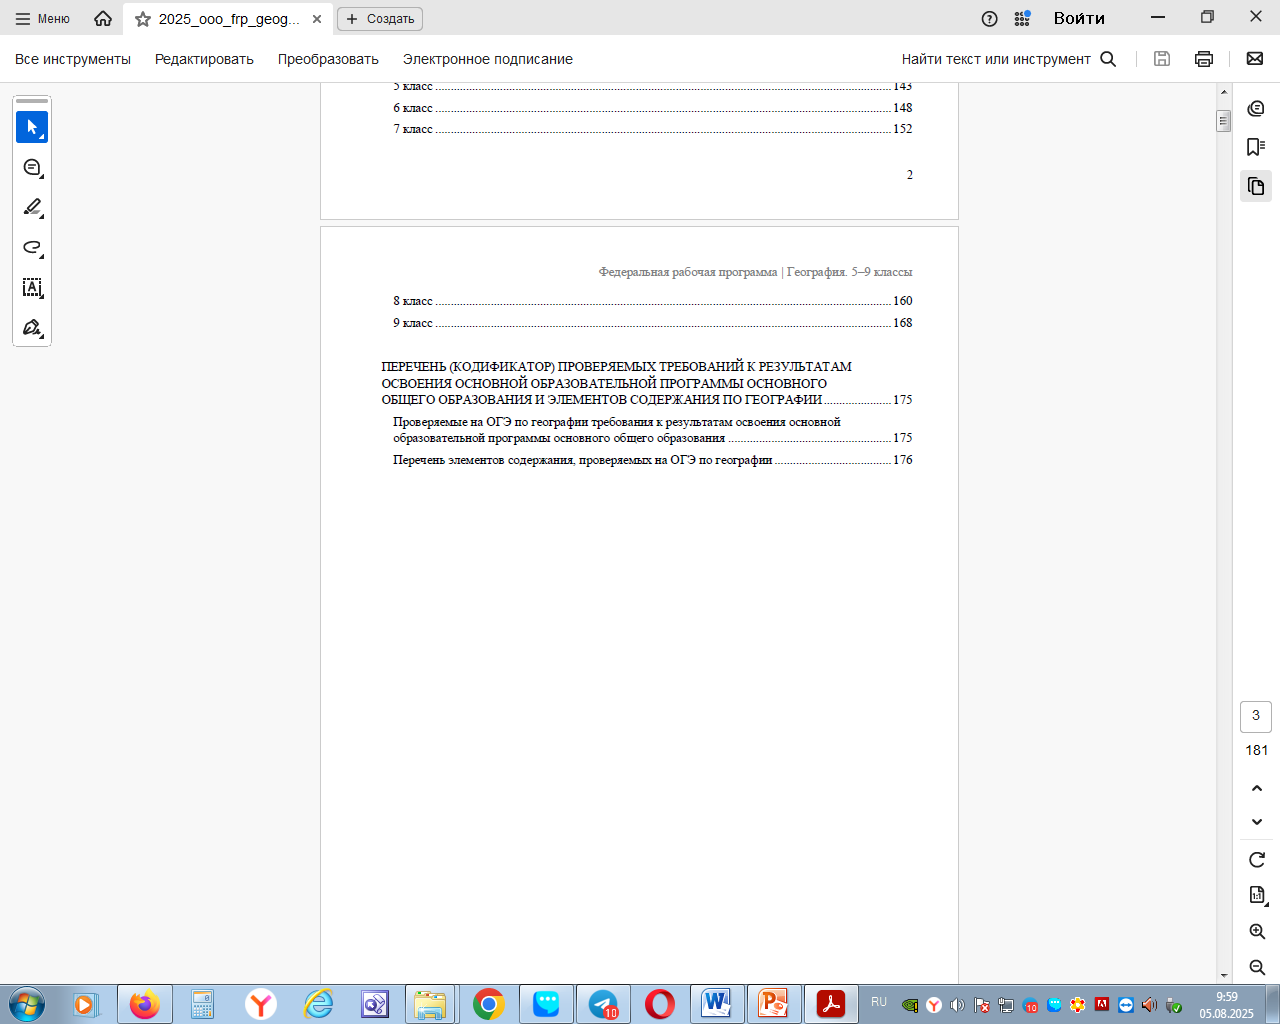 Меню
2025_ooo_frp_geog...
Создать
Войти
Все инструменты
Редактировать
Преобразовать
Электронное подписание
Найти текст или инструмент
5 класс ........ 143
6 класс ........ 148
7 класс ........ 152
2
Федеральная рабочая программа | География. 5–9 классы
8 класс ........ 160
9 класс ........ 168
ПЕРЕЧЕНЬ (КОДИФИКАТОР) ПРОВЕРЯЕМЫХ ТРЕБОВАНИЙ К РЕЗУЛЬТАТАМ
ОСВОЕНИЯ ОСНОВНОЙ ОБРАЗОВАТЕЛЬНОЙ ПРОГРАММЫ ОСНОВНОГО
ОБЩЕГО ОБРАЗОВАНИЯ И ЭЛЕМЕНТОВ СОДЕРЖАНИЯ ПО ГЕОГРАФИИ ........ 175
Проверяемые на ОГЭ по географии требования к результатам освоения основной
образовательной программы основного общего образования ........ 175
Перечень элементов содержания, проверяемых на ОГЭ по географии ........ 176
3
181
1:1
10
RU
10
9:59
05.08.2025